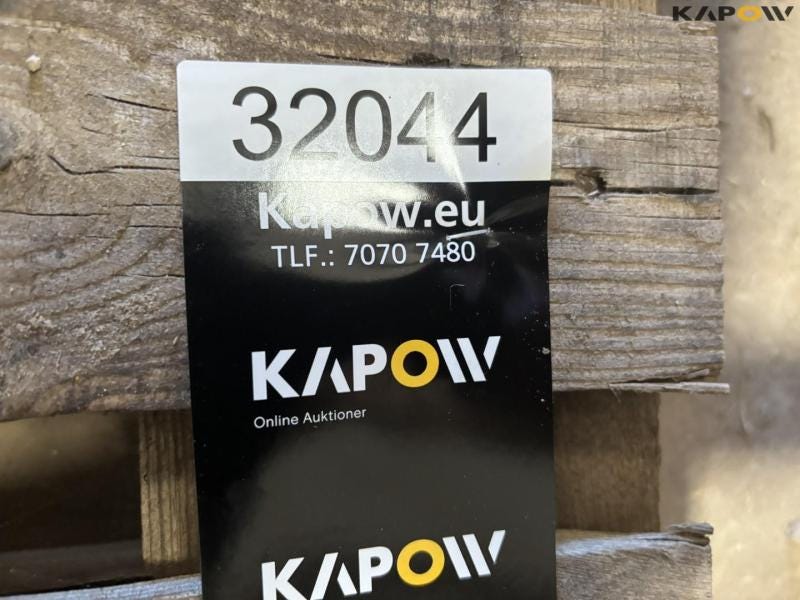 KAPOW
32044
Kapow.eu
TLF.: 7070 7480
KAPOW
Online Auktioner
KAPOW